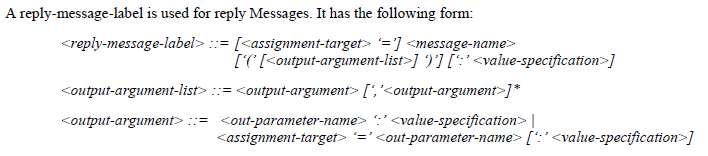 A reply-message-label is used for reply Messages. It has the following form:
<reply-message-label> ::= [<assignment-target> ‘=’] <message-name>
[‘(’ [<output-argument-list>] ‘)’] [‘:’ <value-specification>]
<output-argument-list> ::= <output-argument> [‘,’<output-argument>]*
<output-argument> ::= <out-parameter-name> ‘:’ <value-specification> |
<assignment-target> ‘=’ <out-parameter-name> [‘:’ <value-specification>]